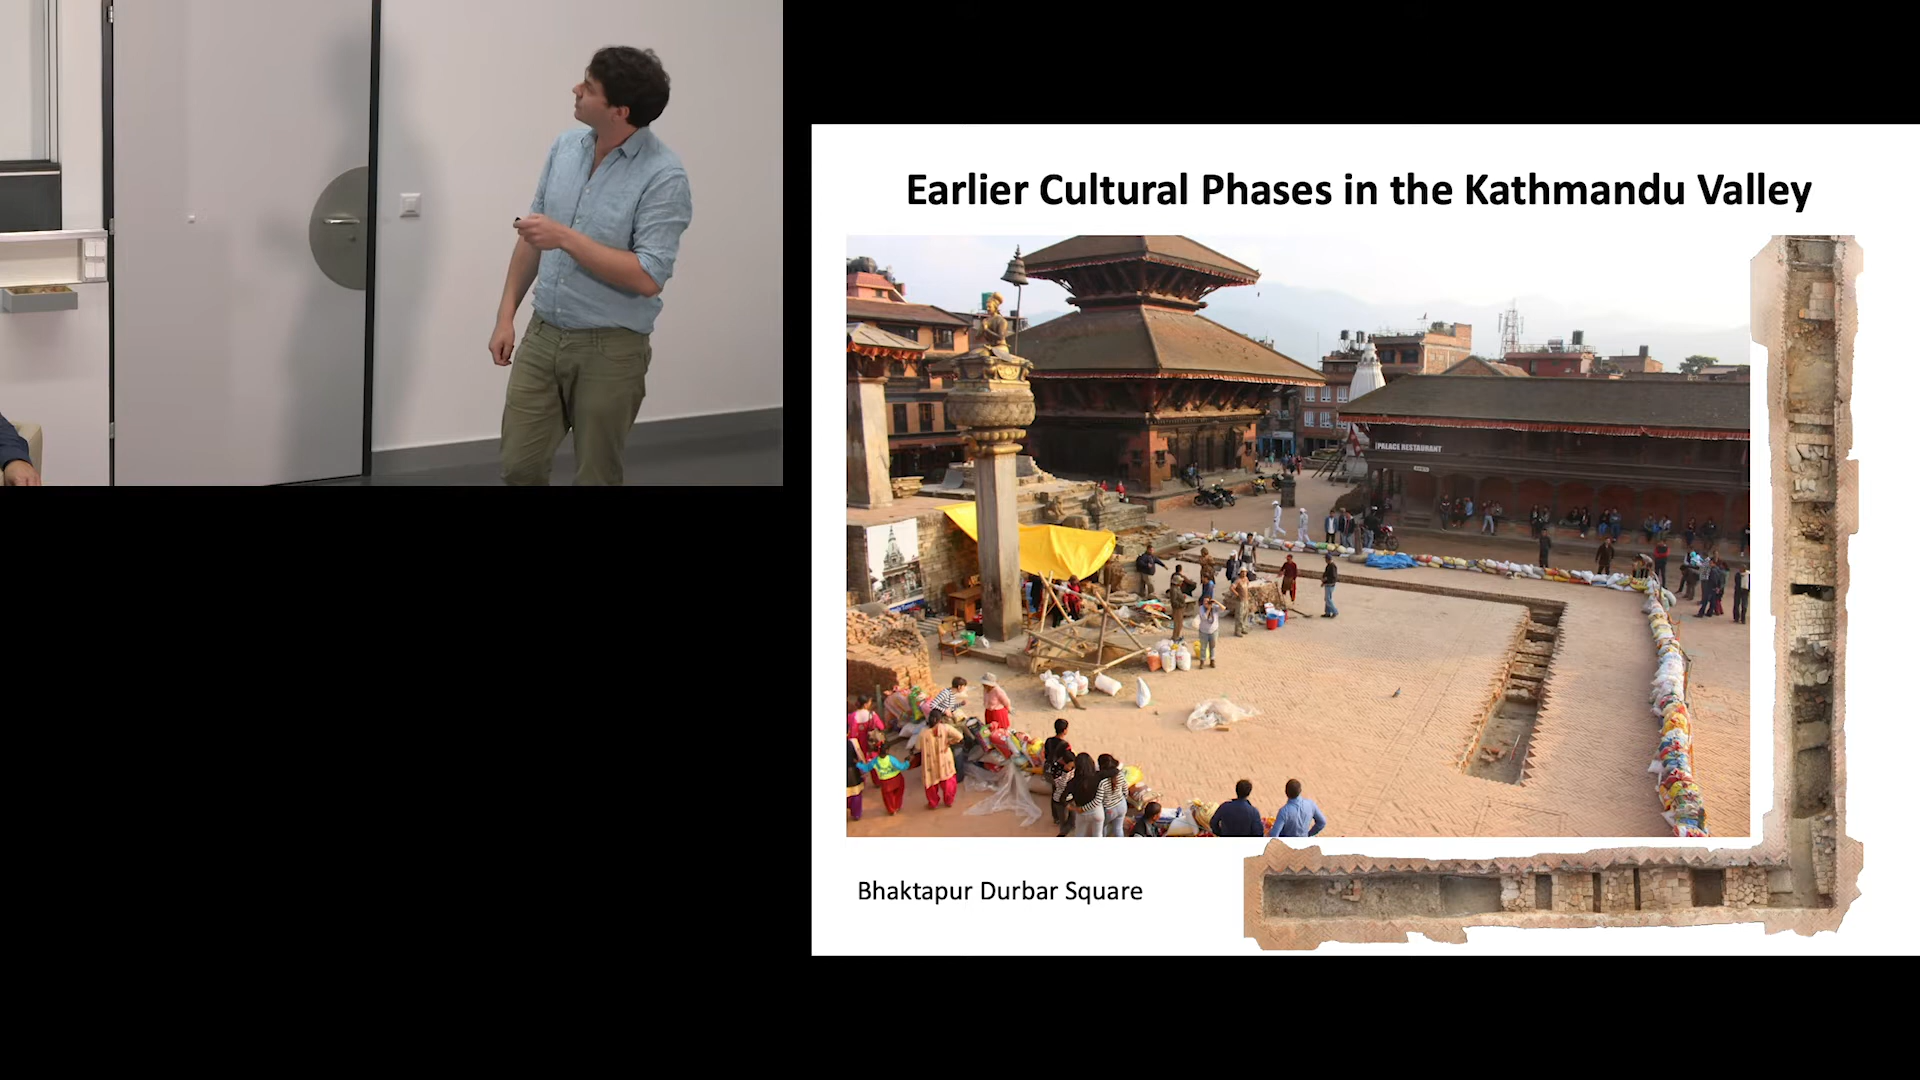 Earlier Cultural Phases in the Kathmandu Valley
PALACE RESTAURANT
Bhaktapur Durbar Square